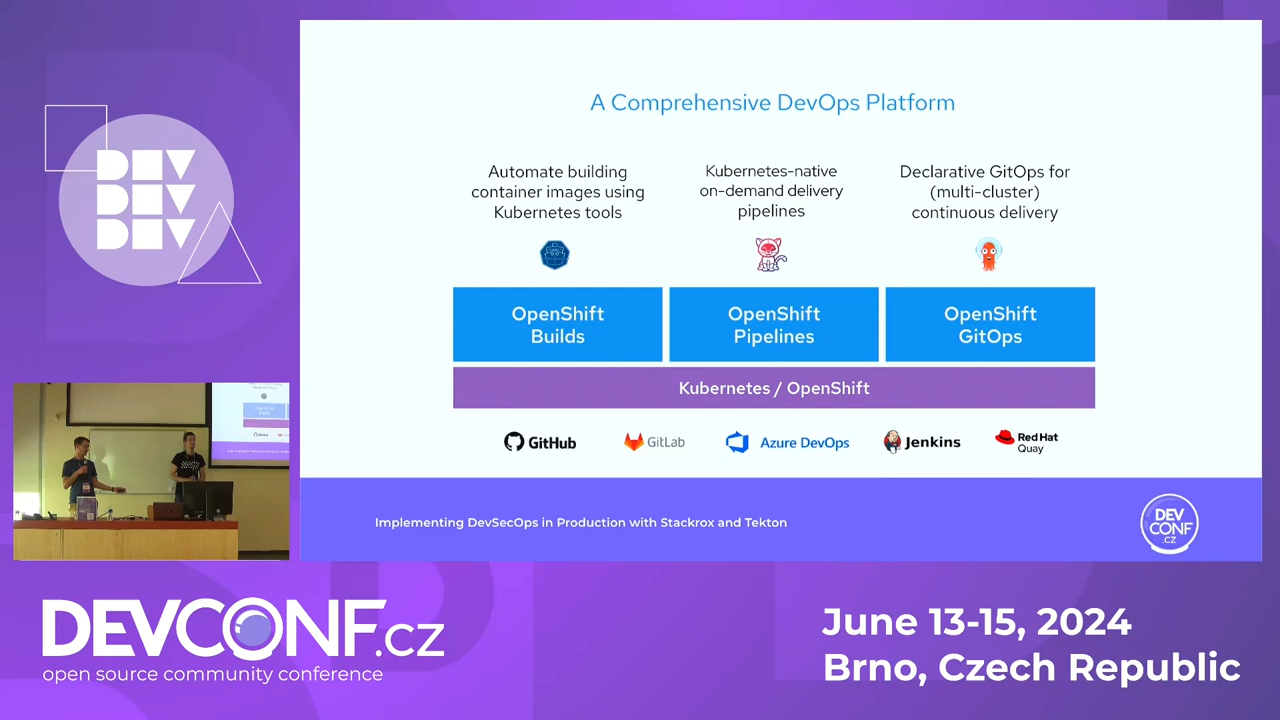 DEV
DEV
DEV
A Comprehensive DevOps Platform
Automate building
container images using
Kubernetes tools
Kubernetes-native
on-demand delivery
pipelines
Declarative GitOps for
(multi-cluster)
continuous delivery
OpenShift
Builds
OpenShift
Pipelines
OpenShift
GitOps
Kubernetes / OpenShift
GitHub
GitLab
Azure DevOps
Jenkins
Red Hat
Quay
Implementing DevSecOps in Production with Stackrox and Tekton
DEV
CONF
.CZ
DEVCONF.cz
open source community conference
June 13-15, 2024
Brno, Czech Republic